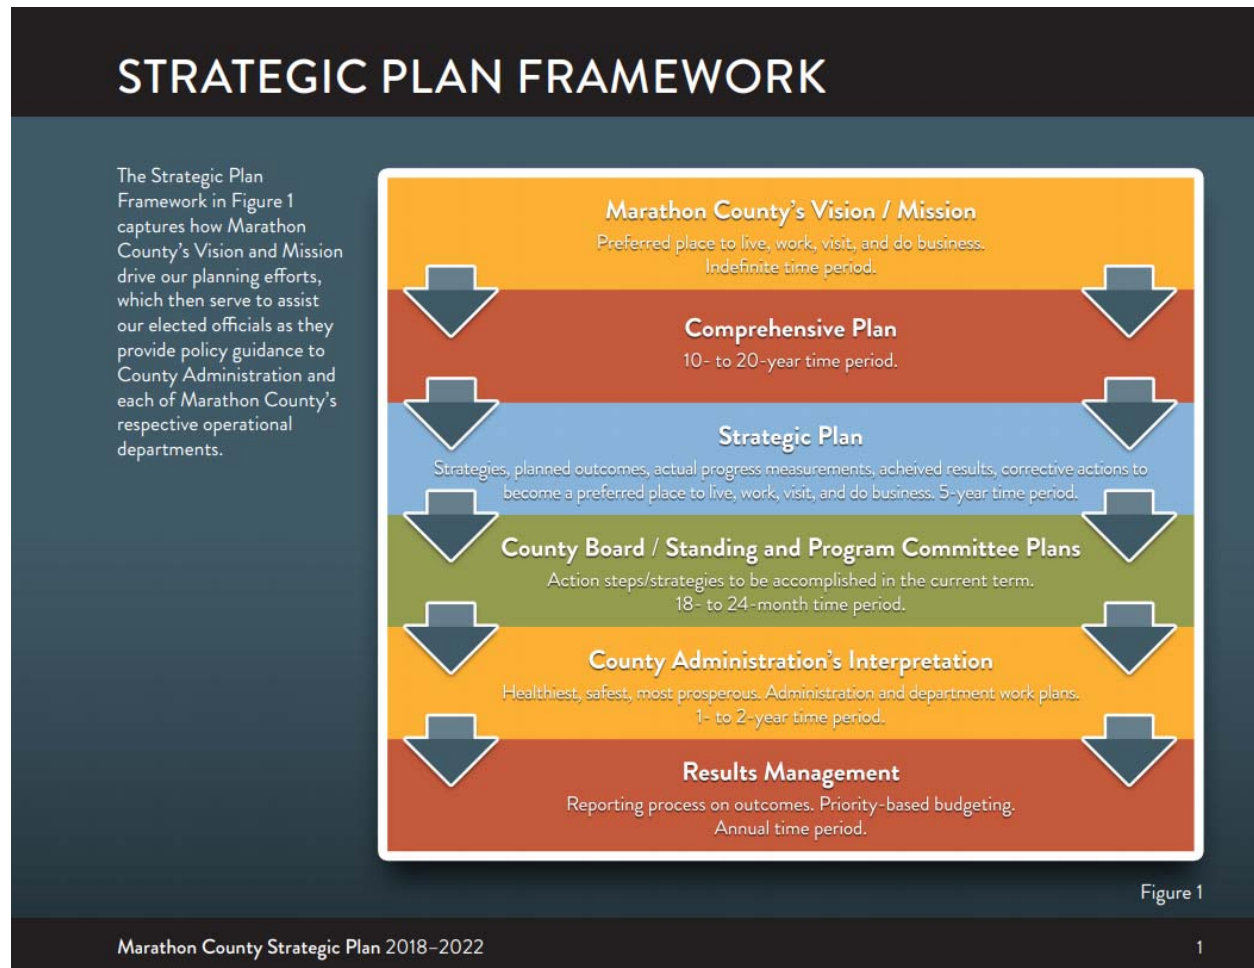 STRATEGIC PLAN FRAMEWORK
The Strategic Plan
Framework in Figure 1
captures how Marathon
County’s Vision and Mission
drive our planning efforts,
which then serve to assist
our elected officials as they
provide policy guidance to
County Administration and
each of Marathon County’s
respective operational
departments.
Marathon County’s Vision / Mission
Preferred place to live, work, visit, and do business.
Indefinite time period.
Comprehensive Plan
10- to 20-year time period.
Strategic Plan
Strategies, planned outcomes, actual progress measurements, acheived results, corrective actions to
become a preferred place to live, work, visit, and do business. 5-year time period.
County Board / Standing and Program Committee Plans
Action steps/strategies to be accomplished in the current term.
18- to 24-month time period.
County Administration’s Interpretation
Healthiest, safest, most prosperous. Administration and department work plans.
1- to 2-year time period.
Results Management
Reporting process on outcomes. Priority-based budgeting.
Annual time period.
Figure 1
Marathon County Strategic Plan 2018–2022
1